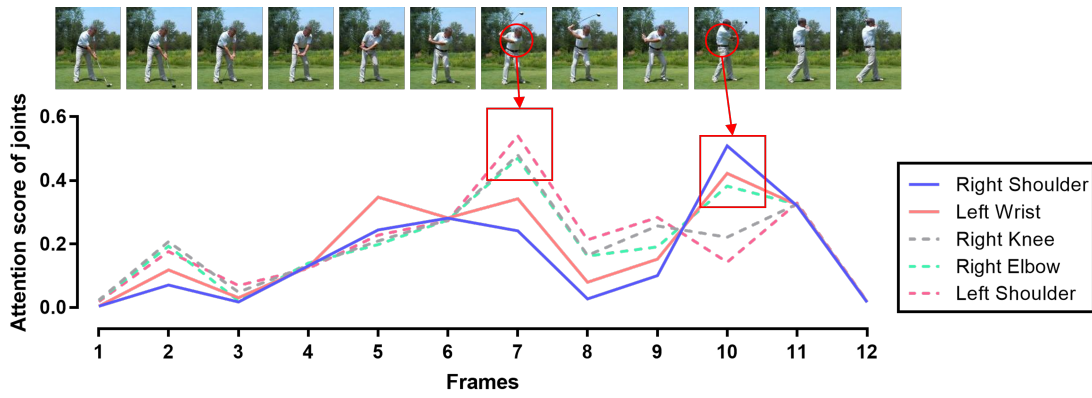 Attention score of joints
0.6
0.4
0.2
0.0
1 2 3 4 5 6 7 8 9 10 11 12
Frames
Right Shoulder
Left Wrist
Right Knee
Right Elbow
Left Shoulder